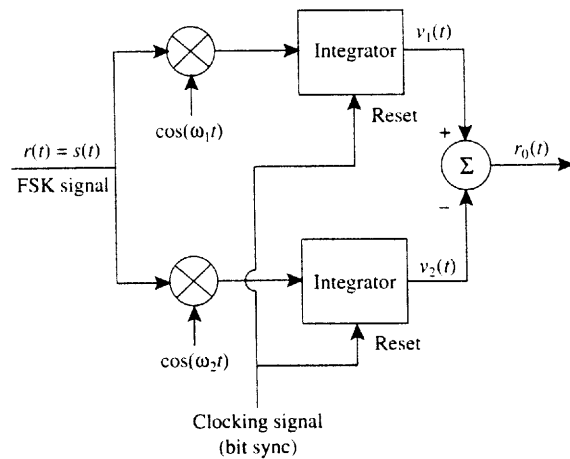 v₁(t)
Integrator
cos(ω₁t)
Reset
+
r(t) = s(t)
FSK signal
Σ
r₀(t)
−
v₂(t)
Integrator
cos(ω₂t)
Reset
Clocking signal
(bit sync)